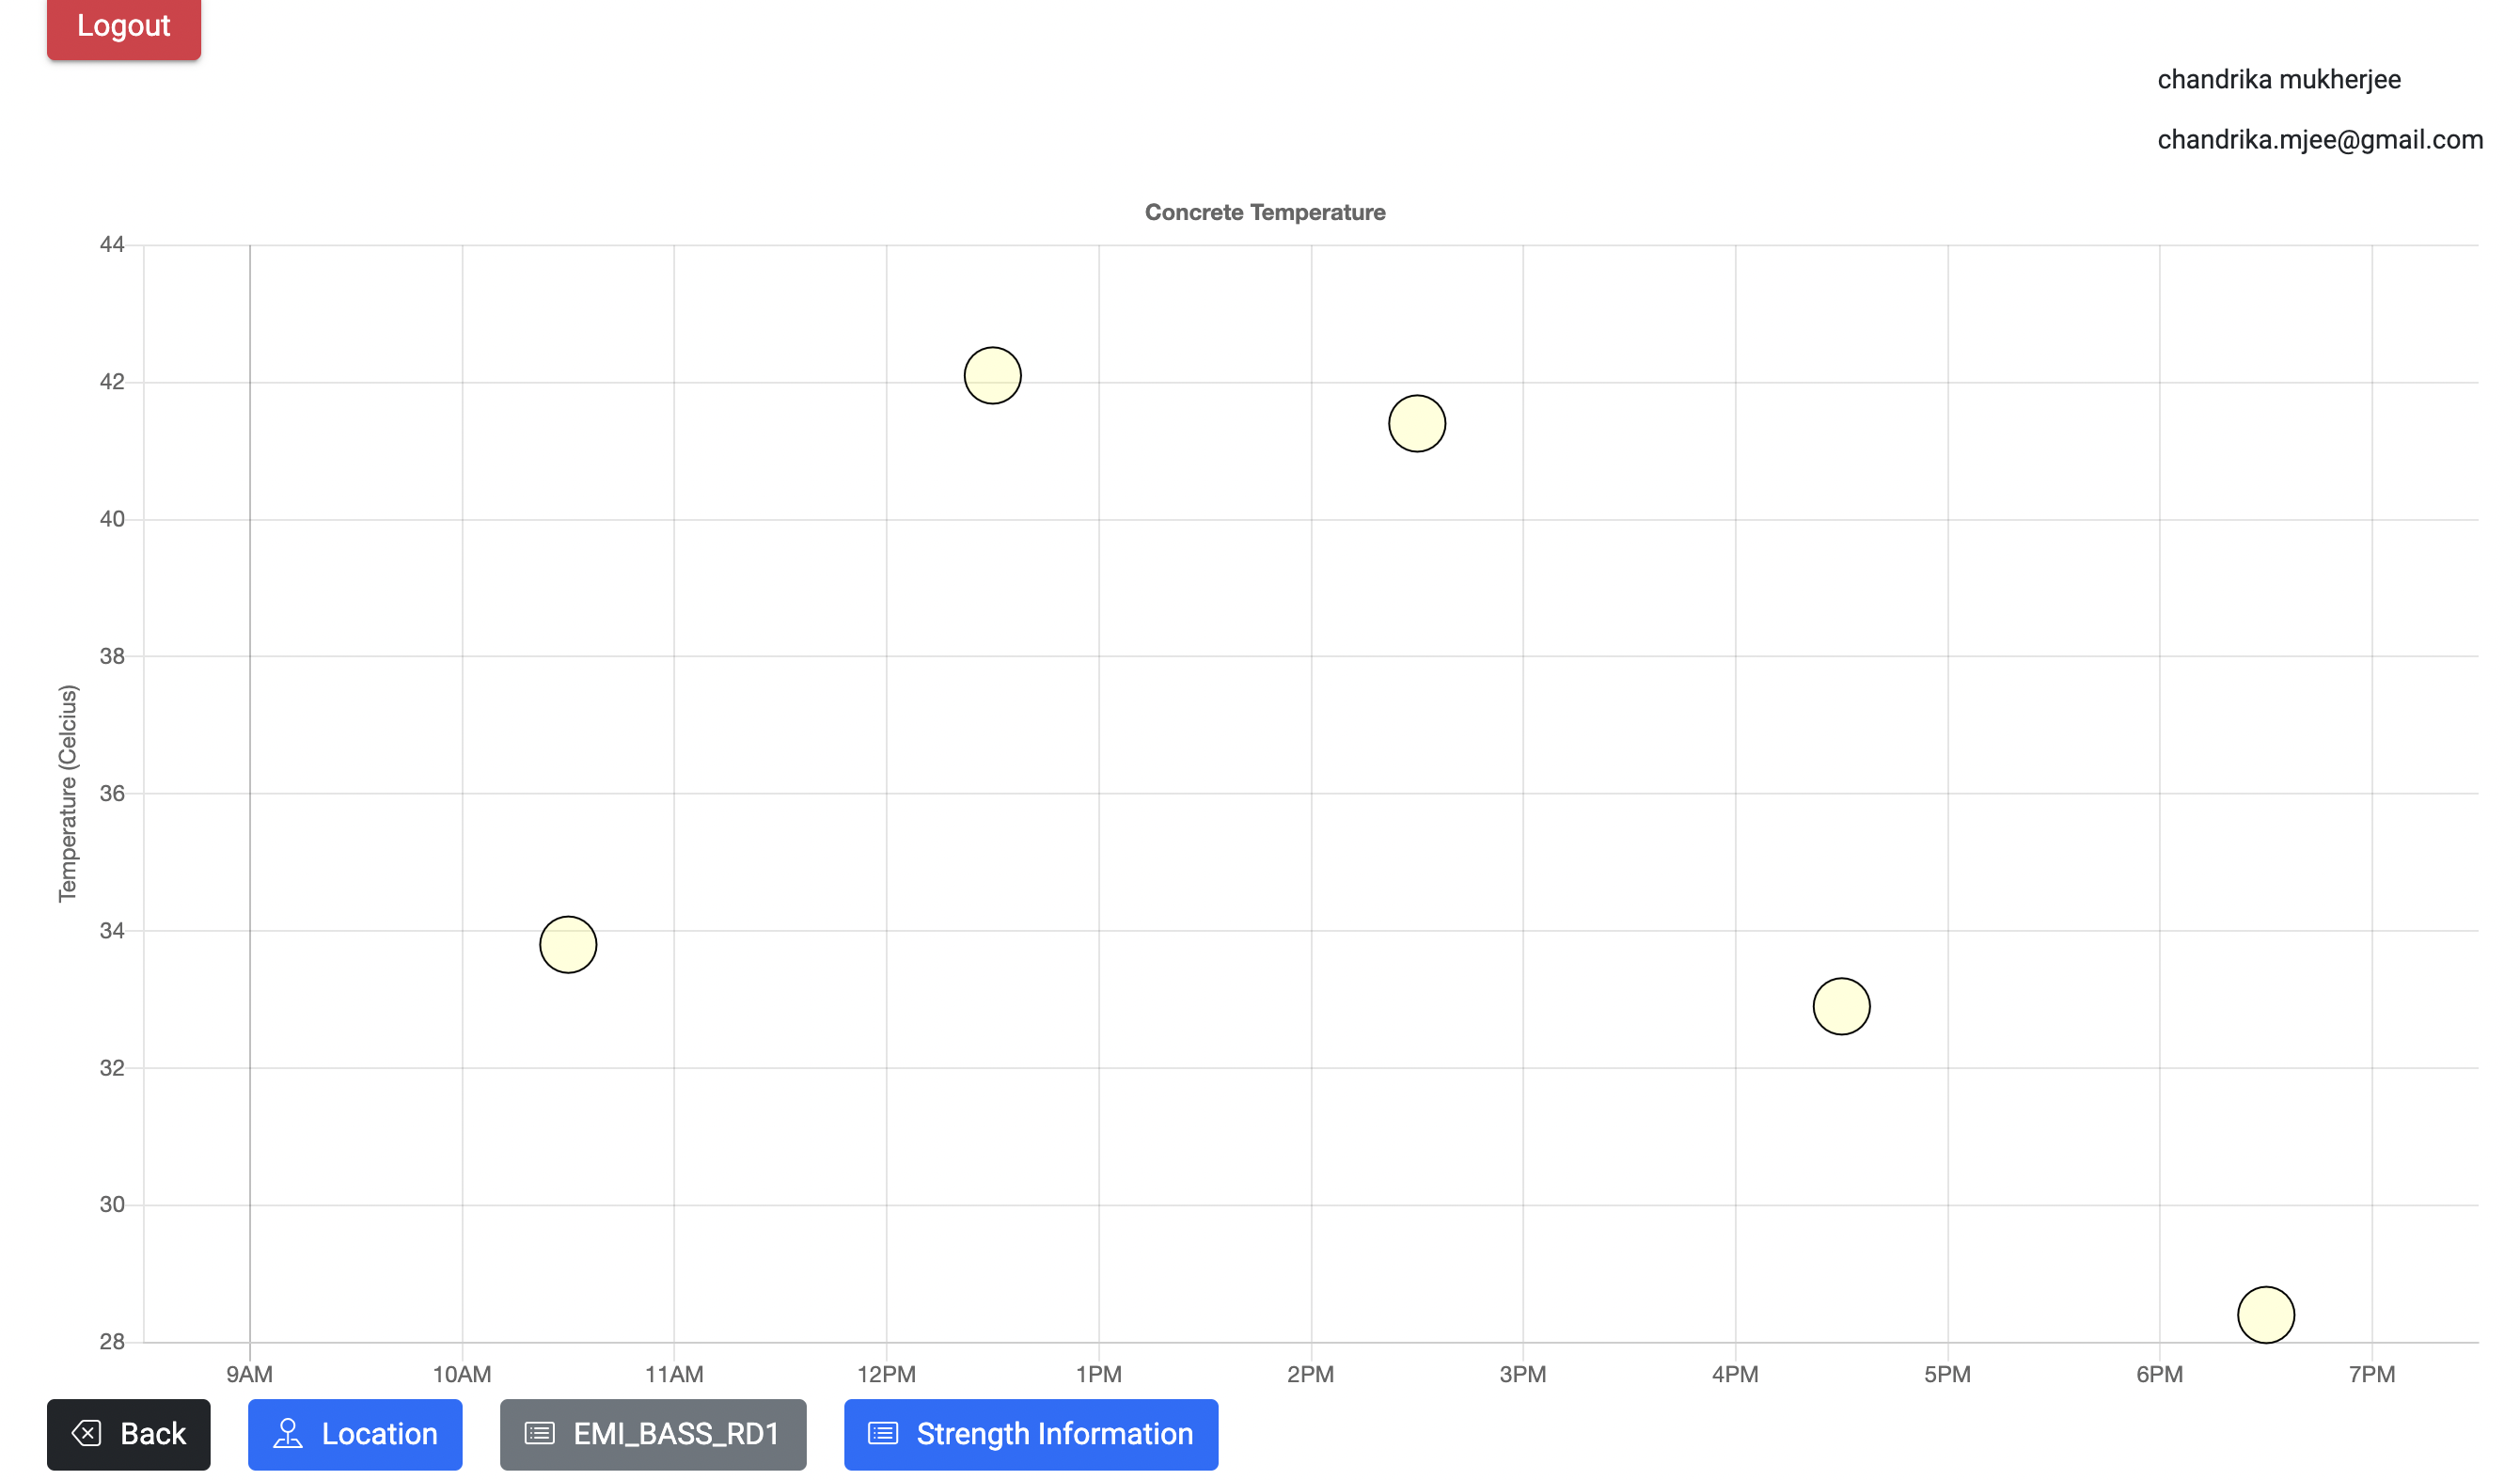 Logout
chandrika mukherjee
chandrika.mjee@gmail.com
Concrete Temperature
44
42
40
38
36
34
32
30
28
Temperature (Celcius)
9AM 10AM 11AM 12PM 1PM 2PM 3PM 4PM 5PM 6PM 7PM
Back Location EMI_BASS_RD1 Strength Information